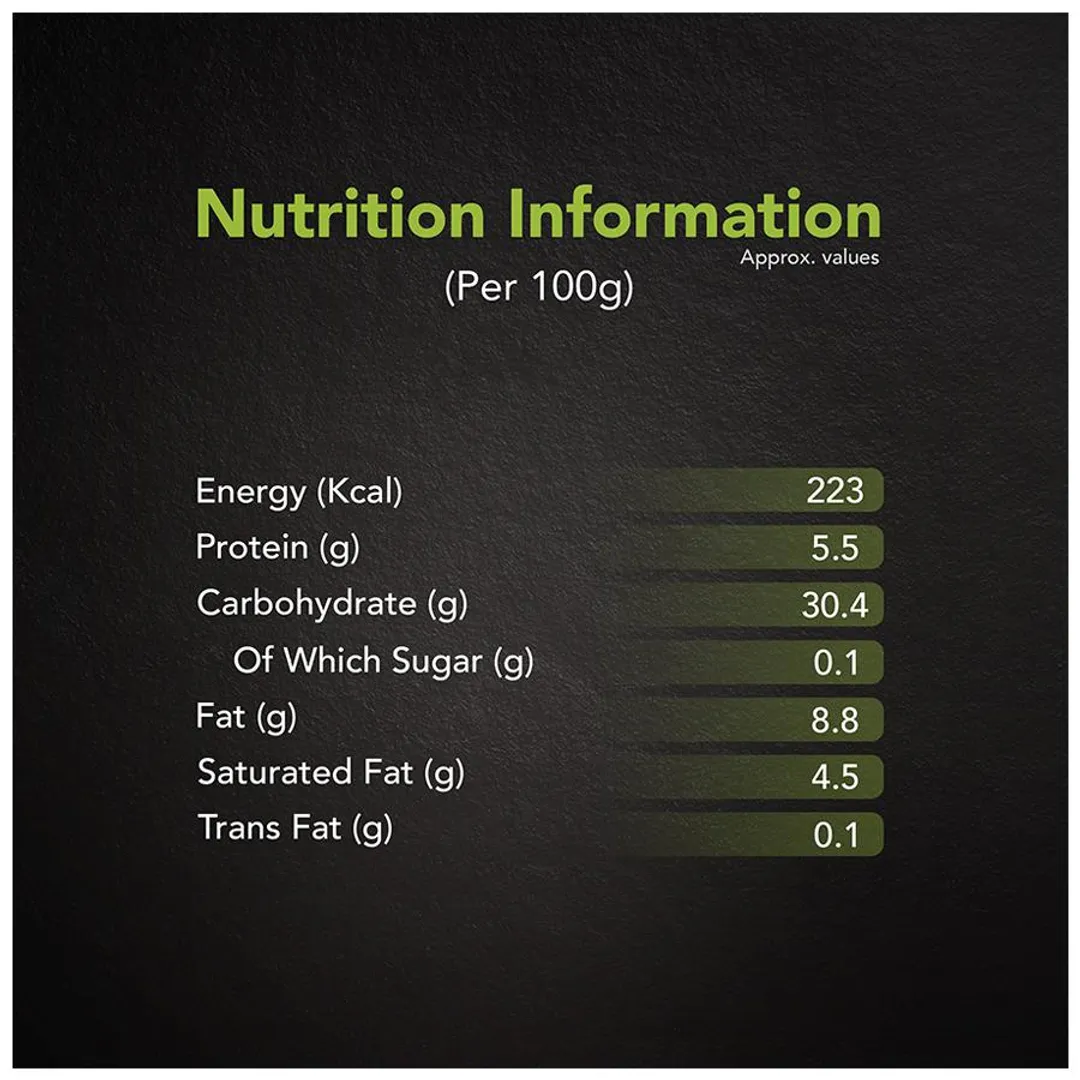 Nutrition Information
Approx. values
(Per 100g)
Energy (Kcal) 223
Protein (g) 5.5
Carbohydrate (g) 30.4
Of Which Sugar (g) 0.1
Fat (g) 8.8
Saturated Fat (g) 4.5
Trans Fat (g) 0.1